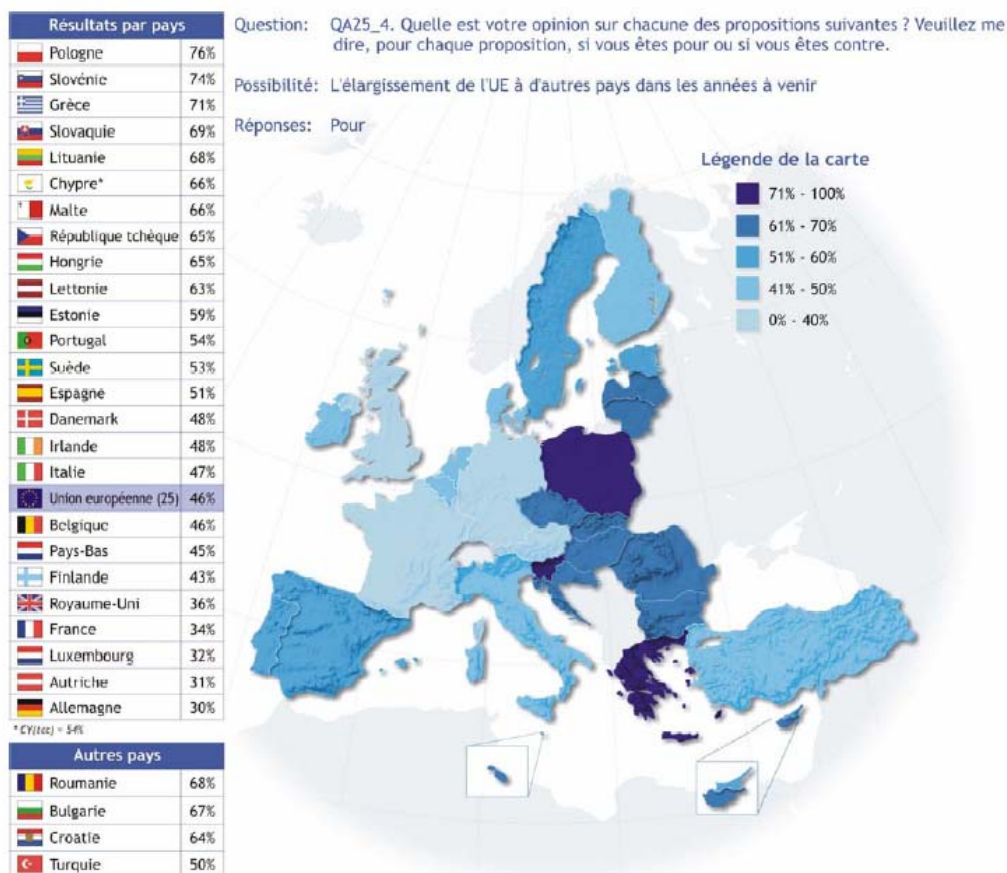 Résultats par pays
Pologne 76%
Slovénie 74%
Grèce 71%
Slovaquie 69%
Lituanie 68%
Chypre* 66%
Malte 66%
République tchèque 65%
Hongrie 65%
Lettonie 63%
Estonie 59%
Portugal 54%
Suède 53%
Espagne 51%
Danemark 48%
Irlande 48%
Italie 47%
Union européenne (25) 46%
Belgique 46%
Pays-Bas 45%
Finlande 43%
Royaume-Uni 36%
France 34%
Luxembourg 32%
Autriche 31%
Allemagne 30%
* CY(tcc) = 54%
Autres pays
Roumanie 68%
Bulgarie 67%
Croatie 64%
Turquie 50%
Question: QA25_4. Quelle est votre opinion sur chacune des propositions suivantes ? Veuillez me
dire, pour chaque proposition, si vous êtes pour ou si vous êtes contre.
Possibilité: L'élargissement de l'UE à d'autres pays dans les années à venir
Réponses: Pour
Légende de la carte
71% - 100%
61% - 70%
51% - 60%
41% - 50%
0% - 40%